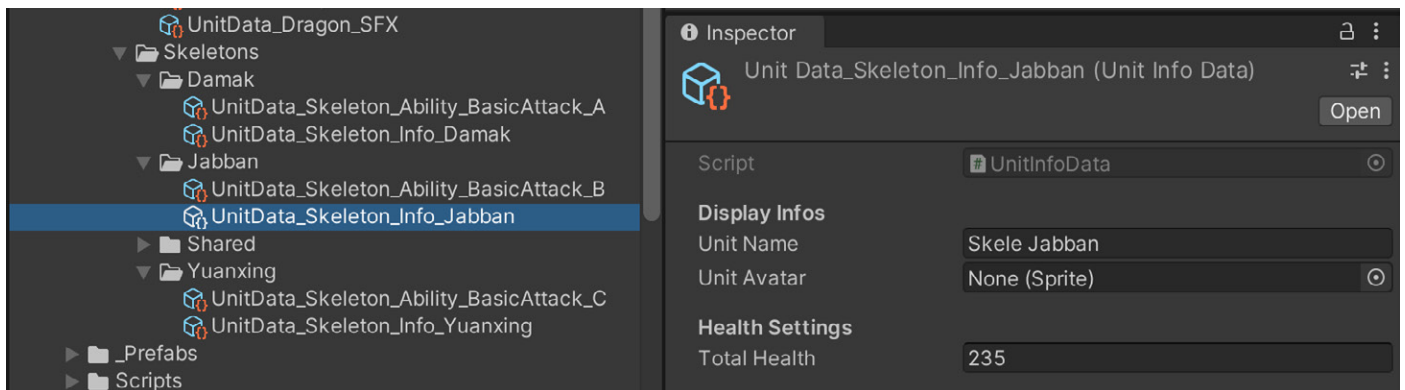 UnitData_Dragon_SFX
Skeletons
Damak
UnitData_Skeleton_Ability_BasicAttack_A
UnitData_Skeleton_Info_Damak
Jabban
UnitData_Skeleton_Ability_BasicAttack_B
UnitData_Skeleton_Info_Jabban
Shared
Yuanxing
UnitData_Skeleton_Ability_BasicAttack_C
UnitData_Skeleton_Info_Yuanxing
_Prefabs
Scripts
Inspector
Unit Data_Skeleton_Info_Jabban (Unit Info Data)
Open
Script # UnitInfoData
Display Infos
Unit Name Skele Jabban
Unit Avatar None (Sprite)
Health Settings
Total Health 235